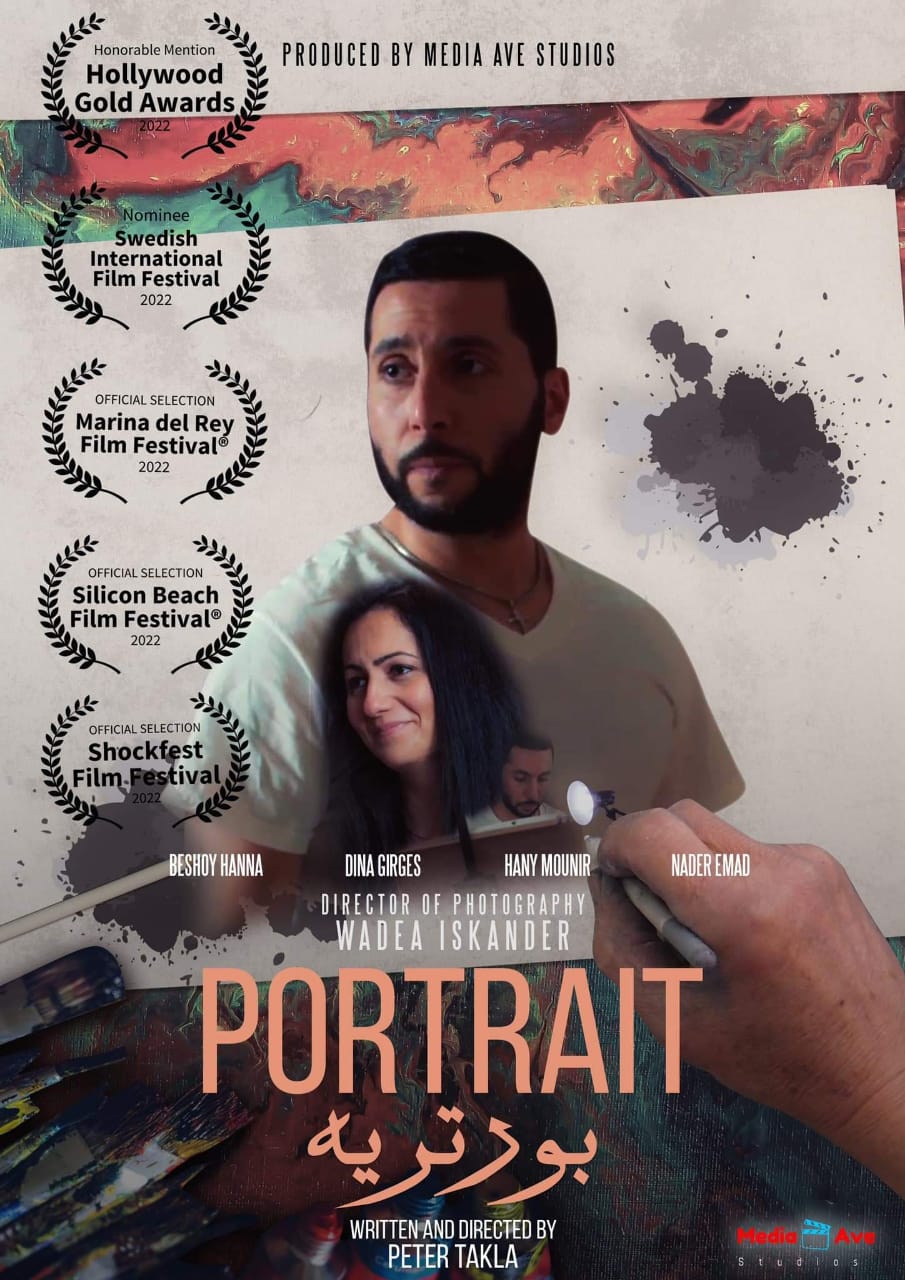 PRODUCED BY MEDIA AVE STUDIOS
Honorable Mention
Hollywood
Gold Awards
2022
Nominee
Swedish
International
Film Festival
2022
OFFICIAL SELECTION
Marina del Rey
Film Festival®
2022
OFFICIAL SELECTION
Silicon Beach
Film Festival®
2022
OFFICIAL SELECTION
Shockfest
Film Festival
2022
BESHOY HANNA DINA GIRGES HANY MOUNIR NADER EMAD
DIRECTOR OF PHOTOGRAPHY
WADEA ISKANDER
PORTRAIT
بورتريه
WRITTEN AND DIRECTED BY
PETER TAKLA
Media Ave
Studios